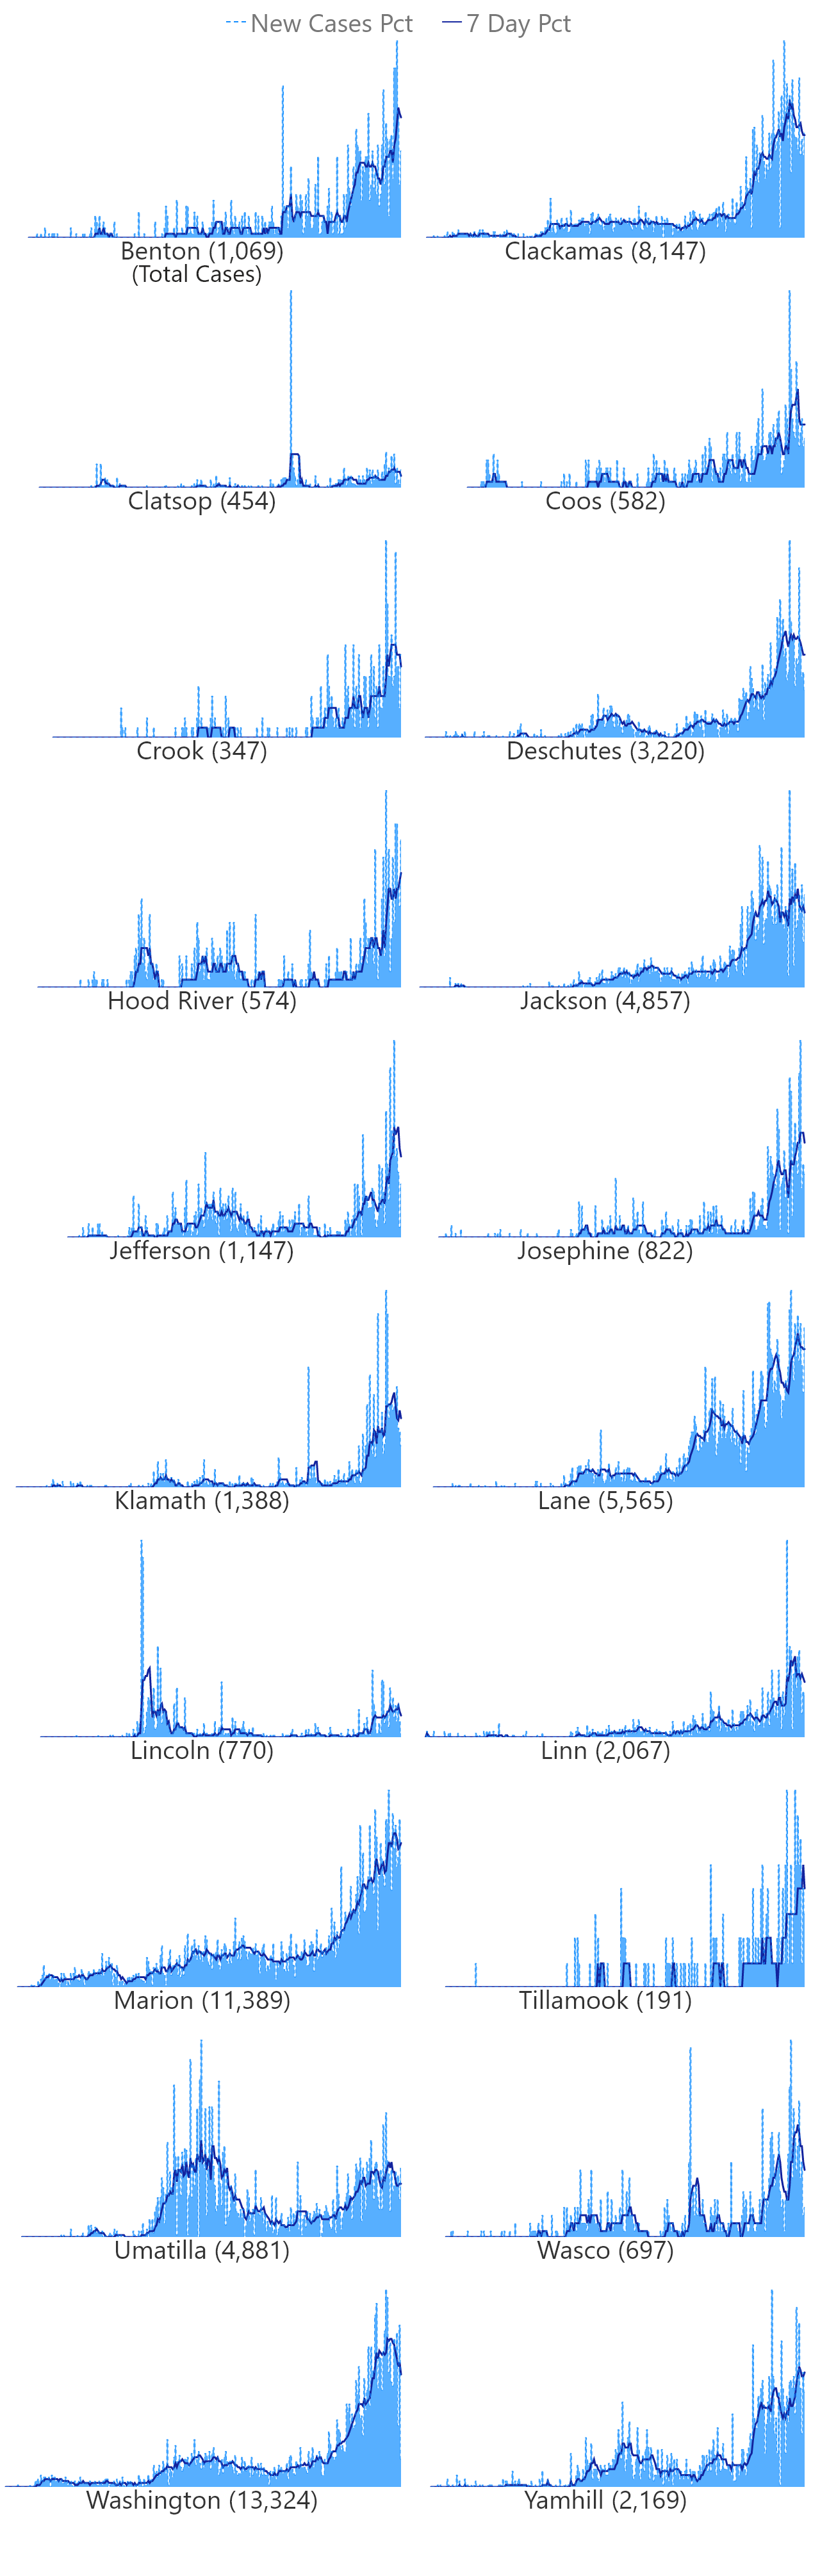 New Cases Pct 7 Day Pct
Benton (1,069) Clackamas (8,147)
(Total Cases)
Clatsop (454) Coos (582)
Crook (347) Deschutes (3,220)
Hood River (574) Jackson (4,857)
Jefferson (1,147) Josephine (822)
Klamath (1,388) Lane (5,565)
Lincoln (770) Linn (2,067)
Marion (11,389) Tillamook (191)
Umatilla (4,881) Wasco (697)
Washington (13,324) Yamhill (2,169)